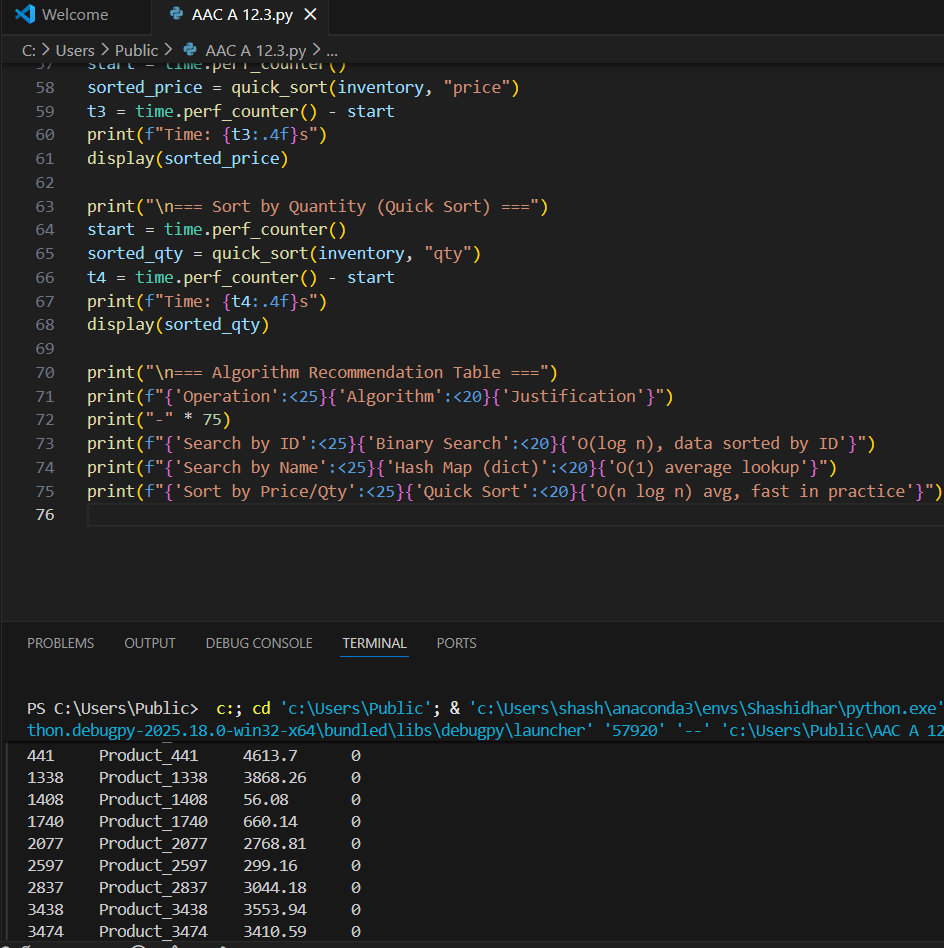 Welcome
AAC A 12.3.py
C: > Users > Public > AAC A 12.3.py > ...
57 start = time.perf_counter()
58 sorted_price = quick_sort(inventory, "price")
59 t3 = time.perf_counter() - start
60 print(f"Time: {t3:.4f}s")
61 display(sorted_price)
62
63 print("\n=== Sort by Quantity (Quick Sort) ===")
64 start = time.perf_counter()
65 sorted_qty = quick_sort(inventory, "qty")
66 t4 = time.perf_counter() - start
67 print(f"Time: {t4:.4f}s")
68 display(sorted_qty)
69
70 print("\n=== Algorithm Recommendation Table ===")
71 print(f"{'Operation':<25}{'Algorithm':<20}{'Justification'}")
72 print("-" * 75)
73 print(f"{'Search by ID':<25}{'Binary Search':<20}{'O(log n), data sorted by ID'}")
74 print(f"{'Search by Name':<25}{'Hash Map (dict)':<20}{'O(1) average lookup'}")
75 print(f"{'Sort by Price/Qty':<25}{'Quick Sort':<20}{'O(n log n) avg, fast in practice'}")
76
PROBLEMS OUTPUT DEBUG CONSOLE TERMINAL PORTS
PS C:\Users\Public> c:; cd 'c:\Users\Public'; & 'c:\Users\shash\anaconda3\envs\Shashidhar\python.exe'
thon.debugpy-2025.18.0-win32-x64\bundled\libs\debugpy\launcher' '57920' '--' 'c:\Users\Public\AAC A 12
441 Product_441 4613.7 0
1338 Product_1338 3868.26 0
1408 Product_1408 56.08 0
1740 Product_1740 660.14 0
2077 Product_2077 2768.81 0
2597 Product_2597 299.16 0
2837 Product_2837 3044.18 0
3438 Product_3438 3553.94 0
3474 Product_3474 3410.59 0